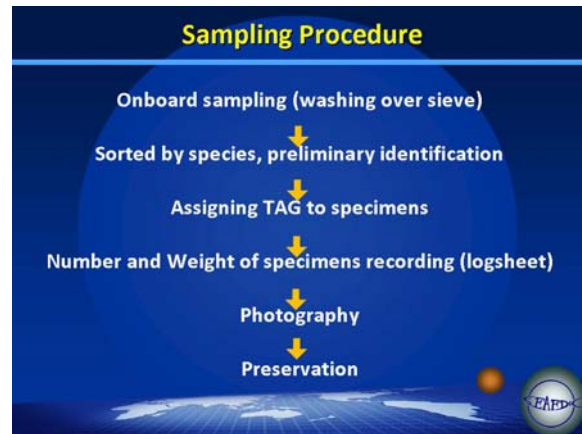 Sampling Procedure
Onboard sampling (washing over sieve)
Sorted by species, preliminary identification
Assigning TAG to specimens
Number and Weight of specimens recording (logsheet)
Photography
Preservation